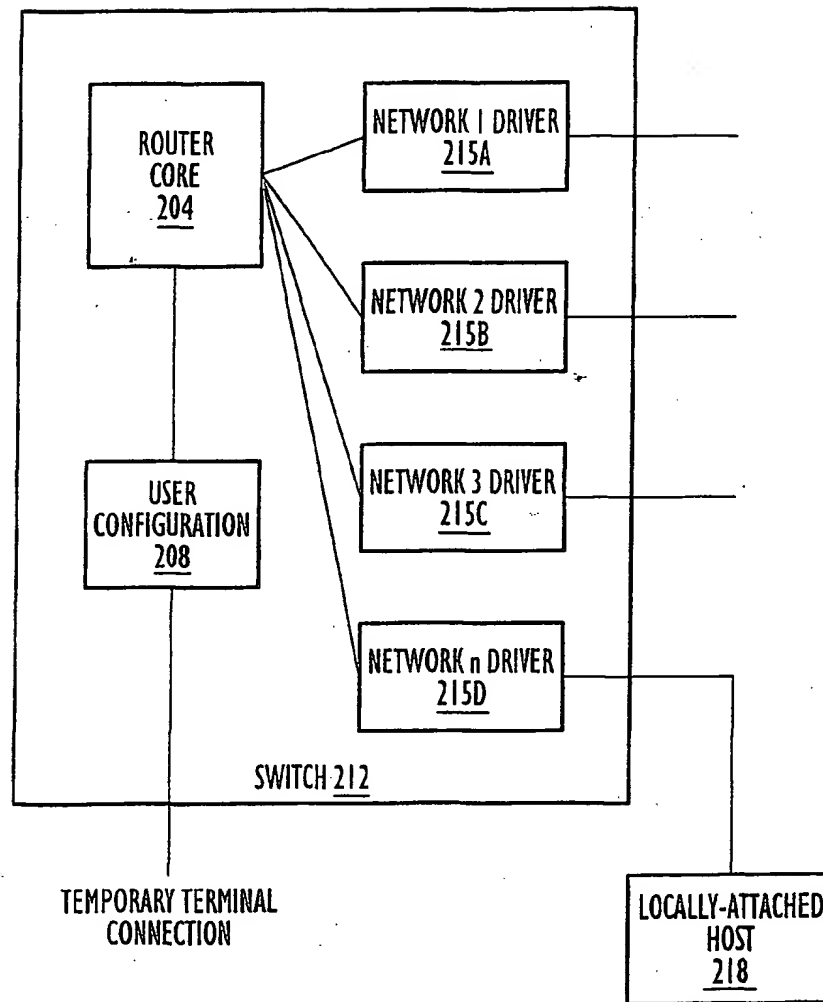 ROUTER
CORE
204
NETWORK 1 DRIVER
215A
NETWORK 2 DRIVER
215B
NETWORK 3 DRIVER
215C
USER
CONFIGURATION
208
NETWORK n DRIVER
215D
SWITCH 212
TEMPORARY TERMINAL
CONNECTION
LOCALLY-ATTACHED
HOST
218